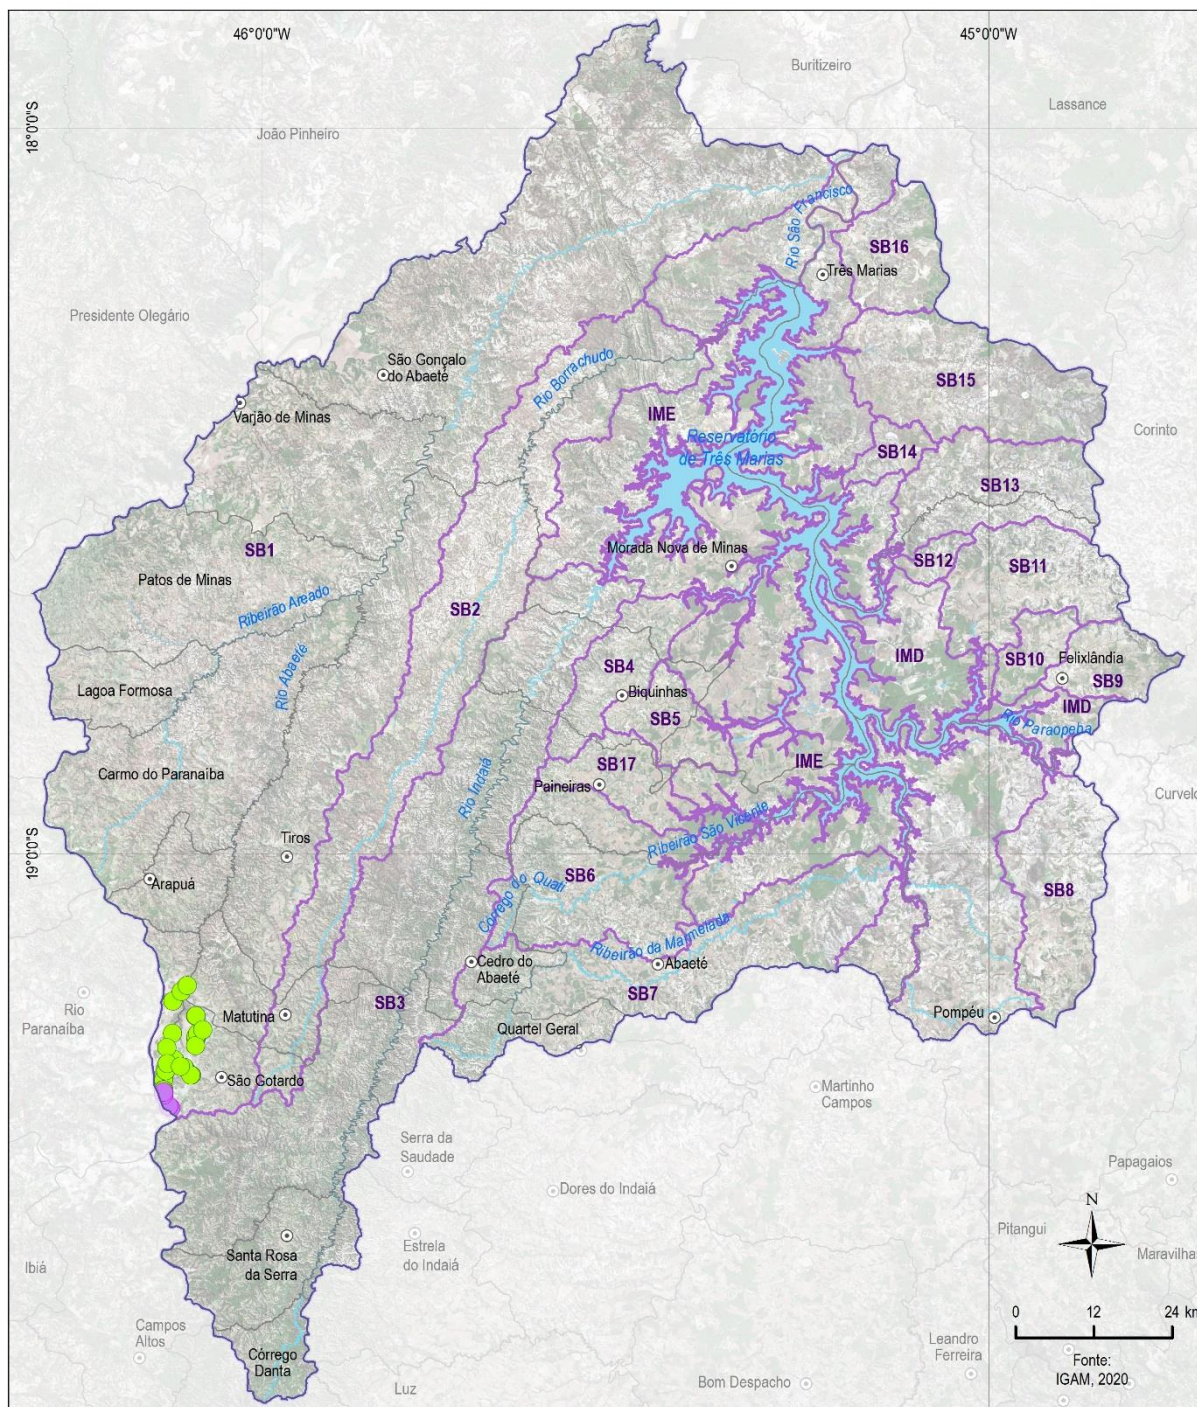 46°0'0"W
45°0'0"W
Buritizeiro
Lassance
18°0'0"S
João Pinheiro
Rio São Francisco
SB16
Três Marias
Presidente Olegário
São Gonçalo
do Abaeté
Rio Borrachudo
SB15
Varjão de Minas
IME
Reservatório
de Três Marias
Corinto
SB14
SB13
SB1
Morada Nova de Minas
SB12
SB11
Patos de Minas
Ribeirão Areado
SB2
Rio Abaeté
SB4
IMD
SB10
Felixlândia
SB9
Lagoa Formosa
Biquinhas
SB5
IMD
Rio Paraopeba
Carmo do Paranaíba
Rio Indaiá
SB17
IME
Paineiras
Curvelo
Ribeirão São Vicente
Tiros
19°0'0"S
Arapuá
SB6
Córrego do Quati
SB8
Ribeirão da Marmelada
Cedro do
Abaeté
Abaeté
Rio
Paranaíba
SB3
SB7
Matutina
Quartel Geral
Pompéu
São Gotardo
Martinho
Campos
Serra da
Saudade
Papagaios
Dores do Indaiá
N
Pitangui
Santa Rosa
da Serra
Estrela
do Indaiá
Maravilhas
Ibiá
0 12 24 km
Campos
Altos
Córrego
Danta
Leandro
Ferreira
Fonte:
IGAM, 2020
Luz
Bom Despacho